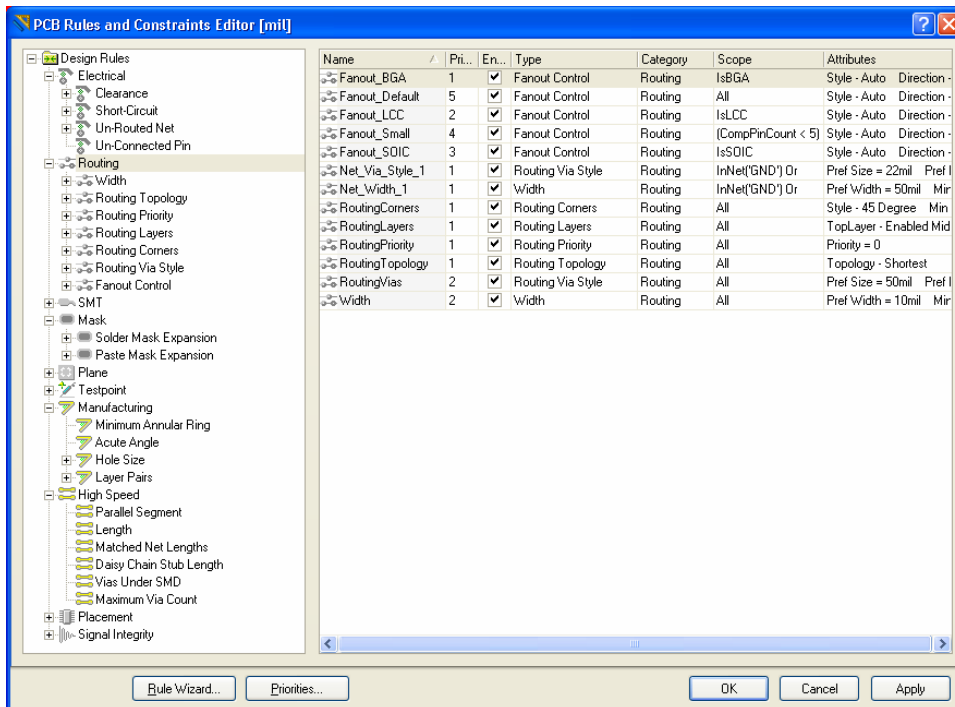 PCB Rules and Constraints Editor [mil]
Design Rules
Electrical
Clearance
Short-Circuit
Un-Routed Net
Un-Connected Pin
Routing
Width
Routing Topology
Routing Priority
Routing Layers
Routing Corners
Routing Via Style
Fanout Control
SMT
Mask
Solder Mask Expansion
Paste Mask Expansion
Plane
Testpoint
Manufacturing
Minimum Annular Ring
Acute Angle
Hole Size
Layer Pairs
High Speed
Parallel Segment
Length
Matched Net Lengths
Daisy Chain Stub Length
Vias Under SMD
Maximum Via Count
Placement
Signal Integrity
Name Pri... En... Type Category Scope Attributes
Fanout_BGA 1 Fanout Control Routing IsBGA Style - Auto Direction -
Fanout_Default 5 Fanout Control Routing All Style - Auto Direction -
Fanout_LCC 2 Fanout Control Routing IsLCC Style - Auto Direction -
Fanout_Small 4 Fanout Control Routing (CompPinCount < 5) Style - Auto Direction -
Fanout_SOIC 3 Fanout Control Routing IsSOIC Style - Auto Direction -
Net_Via_Style_1 1 Routing Via Style Routing InNet('GND') Or Pref Size = 22mil Pref
Net_Width_1 1 Width Routing InNet('GND') Or Pref Width = 50mil Min
RoutingCorners 1 Routing Corners Routing All Style - 45 Degree Min
RoutingLayers 1 Routing Layers Routing All TopLayer - Enabled Mid
RoutingPriority 1 Routing Priority Routing All Priority = 0
RoutingTopology 1 Routing Topology Routing All Topology - Shortest
RoutingVias 2 Routing Via Style Routing All Pref Size = 50mil Pref
Width 2 Width Routing All Pref Width = 10mil Min
Rule Wizard... Priorities... OK Cancel Apply